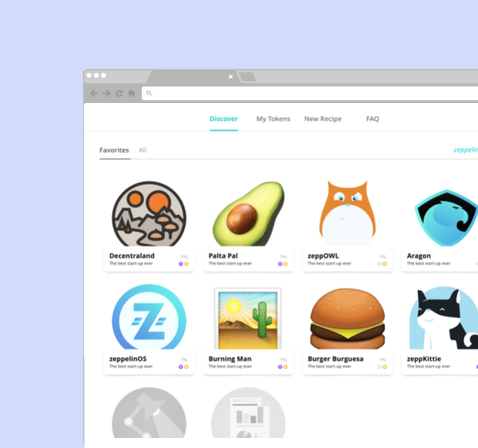 Discover My Tokens New Recipe FAQ
Favorites All
Decentraland
The best start-up ever
Palta Pal
The best start-up ever
zeppOWL
The best start-up ever
Aragon
The best start-up ever
zeppelinOS
The best start-up ever
Burning Man
The best start-up ever
Burger Burguesa
The best start-up ever
zeppKittie
The best start-up ever